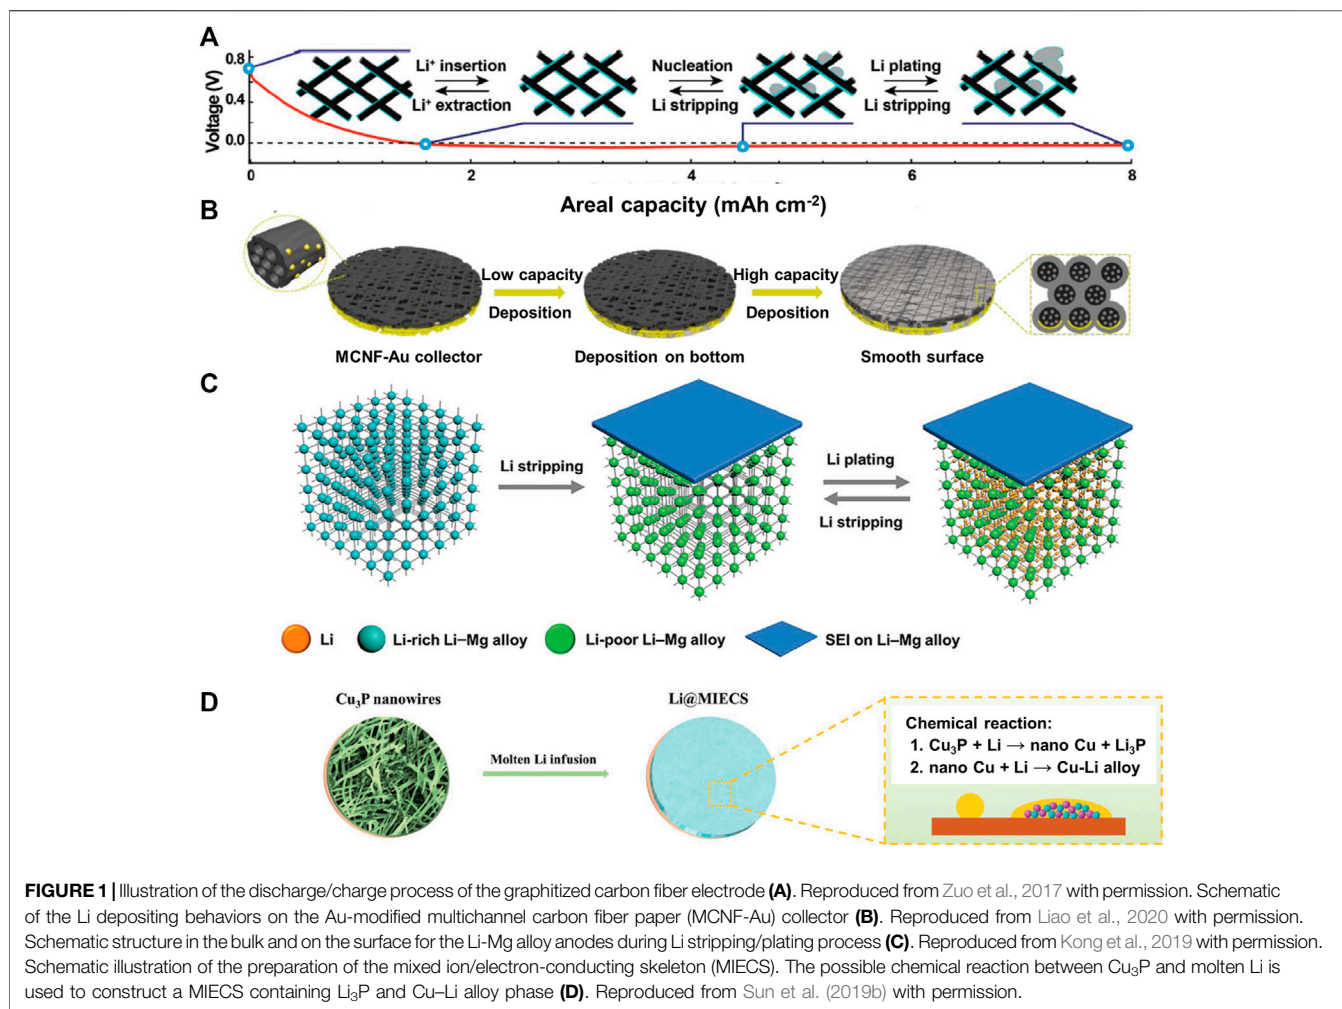 A
0.8
0.4
0.0
Voltage (V)
Li⁺ insertion
Li⁺ extraction
Nucleation
Li stripping
Li plating
Li stripping
0 2 4 6 8
Areal capacity (mAh cm⁻²)
B
Low capacity
Deposition
High capacity
Deposition
MCNF-Au collector
Deposition on bottom
Smooth surface
C
Li stripping
Li plating
Li stripping
Li
Li-rich Li–Mg alloy
Li-poor Li–Mg alloy
SEI on Li–Mg alloy
D
Cu₃P nanowires
Molten Li infusion
Li@MIECS
Chemical reaction:
1. Cu₃P + Li → nano Cu + Li₃P
2. nano Cu + Li → Cu-Li alloy
FIGURE 1 | Illustration of the discharge/charge process of the graphitized carbon fiber electrode (A). Reproduced from Zuo et al., 2017 with permission. Schematic
of the Li depositing behaviors on the Au-modified multichannel carbon fiber paper (MCNF-Au) collector (B). Reproduced from Liao et al., 2020 with permission.
Schematic structure in the bulk and on the surface for the Li-Mg alloy anodes during Li stripping/plating process (C). Reproduced from Kong et al., 2019 with permission.
Schematic illustration of the preparation of the mixed ion/electron-conducting skeleton (MIECS). The possible chemical reaction between Cu₃P and molten Li is
used to construct a MIECS containing Li₃P and Cu–Li alloy phase (D). Reproduced from Sun et al. (2019b) with permission.